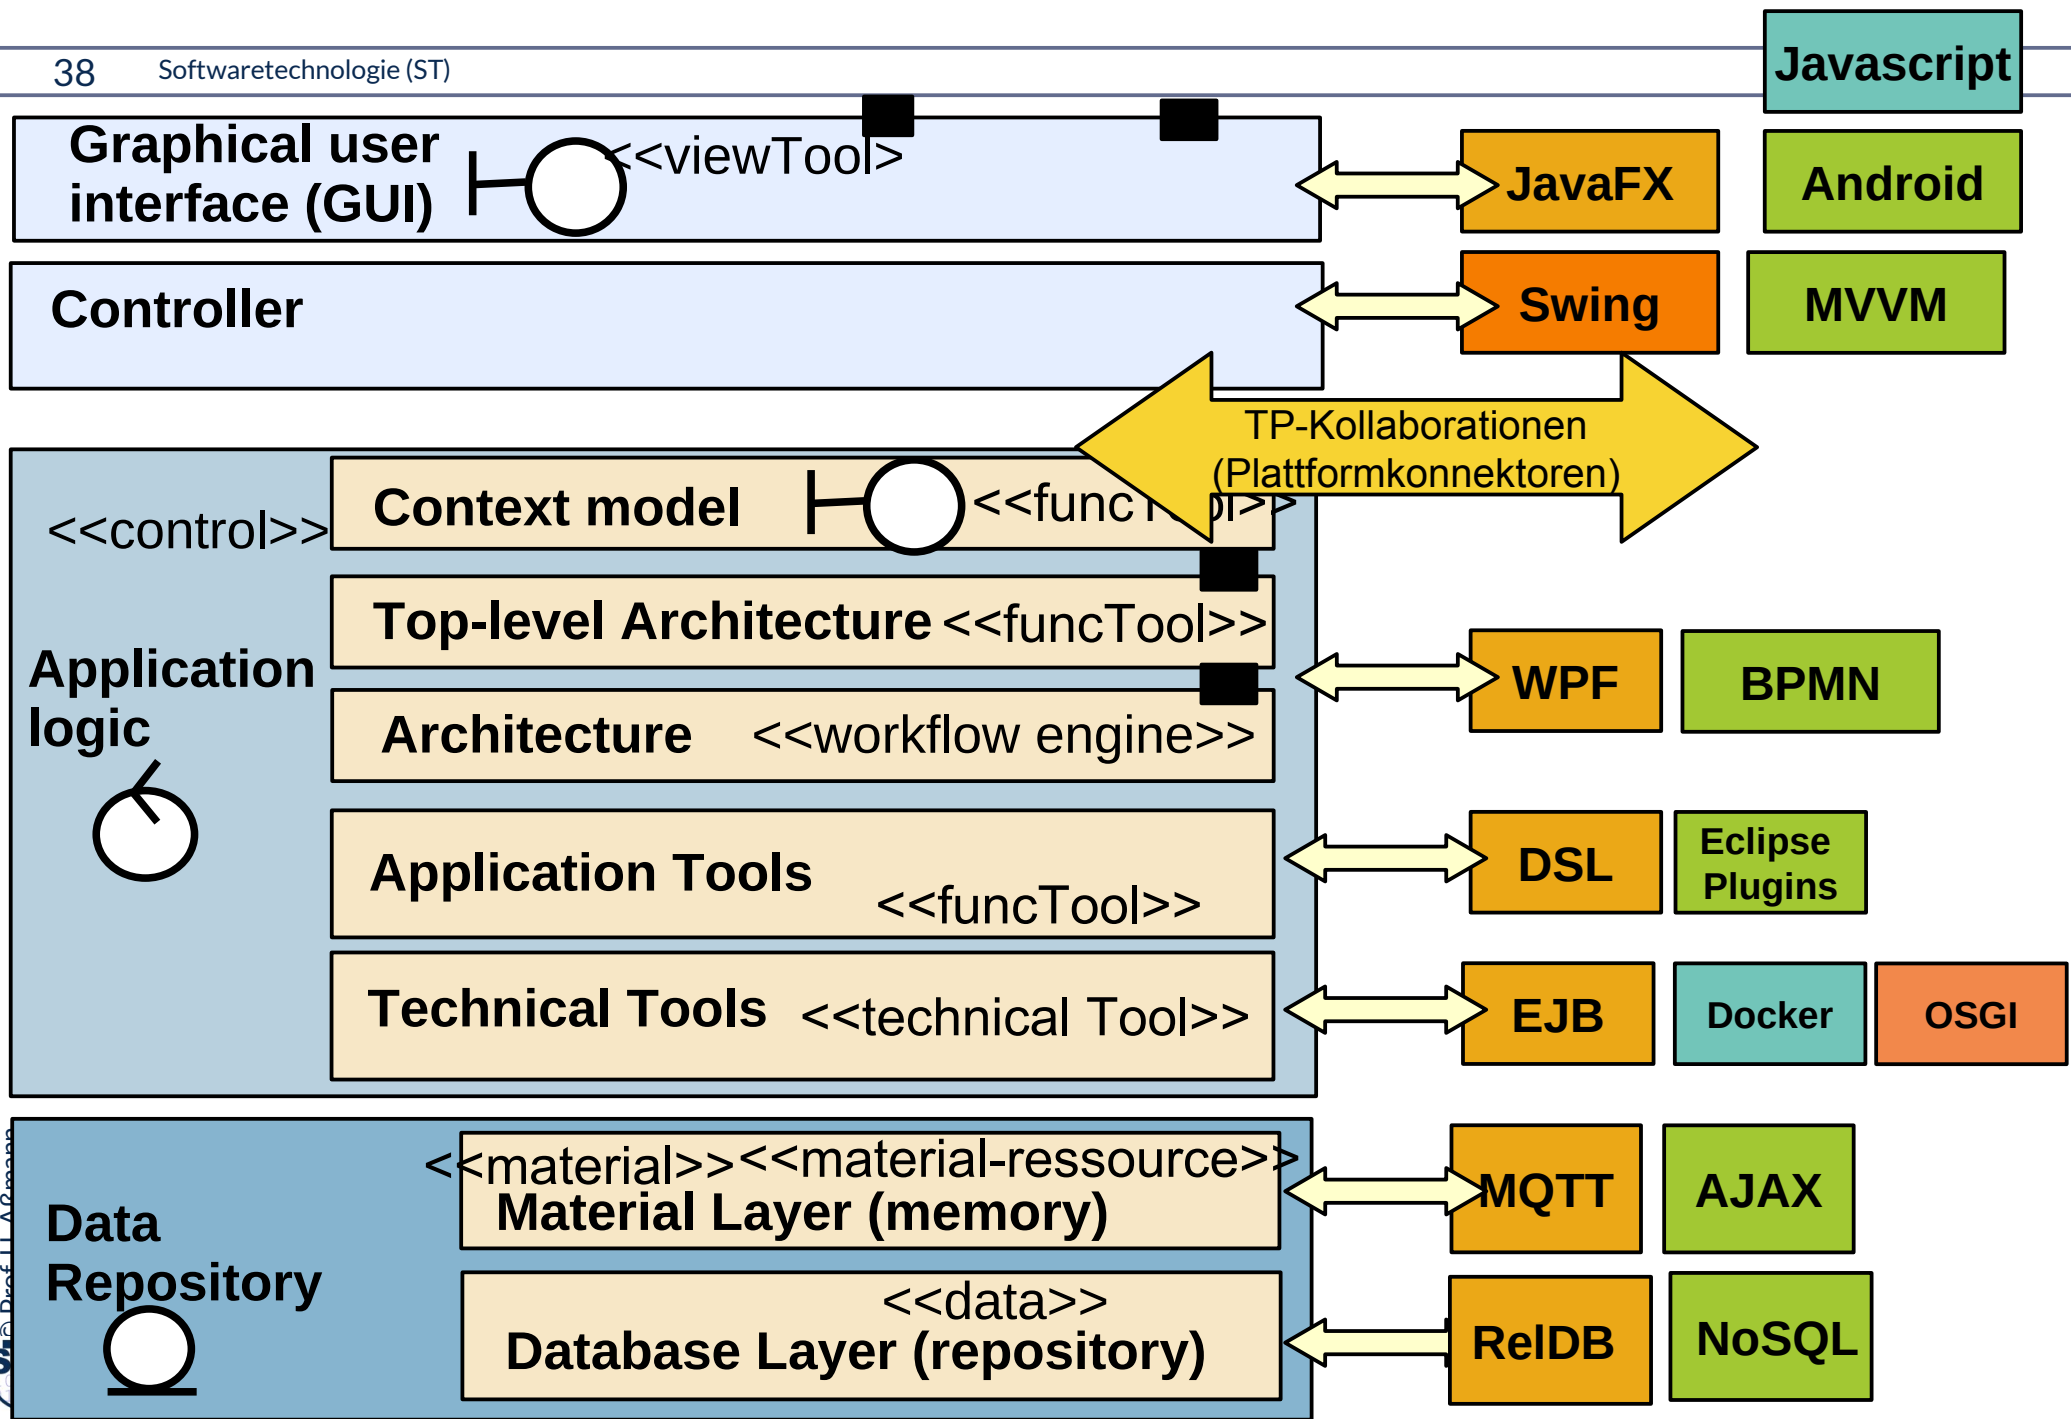 Javascript
38 Softwaretechnologie (ST)
Graphical user
interface (GUI)
<<viewTool>
JavaFX
Android
Controller
Swing
MVVM
TP-Kollaborationen
(Plattformkonnektoren)
<<control>>
Context model
<<funcTool>>
Top-level Architecture <<funcTool>>
Application
logic
Architecture <<workflow engine>>
WPF
BPMN
Application Tools
<<funcTool>>
DSL
Eclipse
Plugins
Technical Tools <<technical Tool>>
EJB
Docker
OSGI
<<material>> <<material-ressource>>
Material Layer (memory)
MQTT
AJAX
Data
Repository
<<data>>
Database Layer (repository)
RelDB
NoSQL
© Prof. U. Aßmann